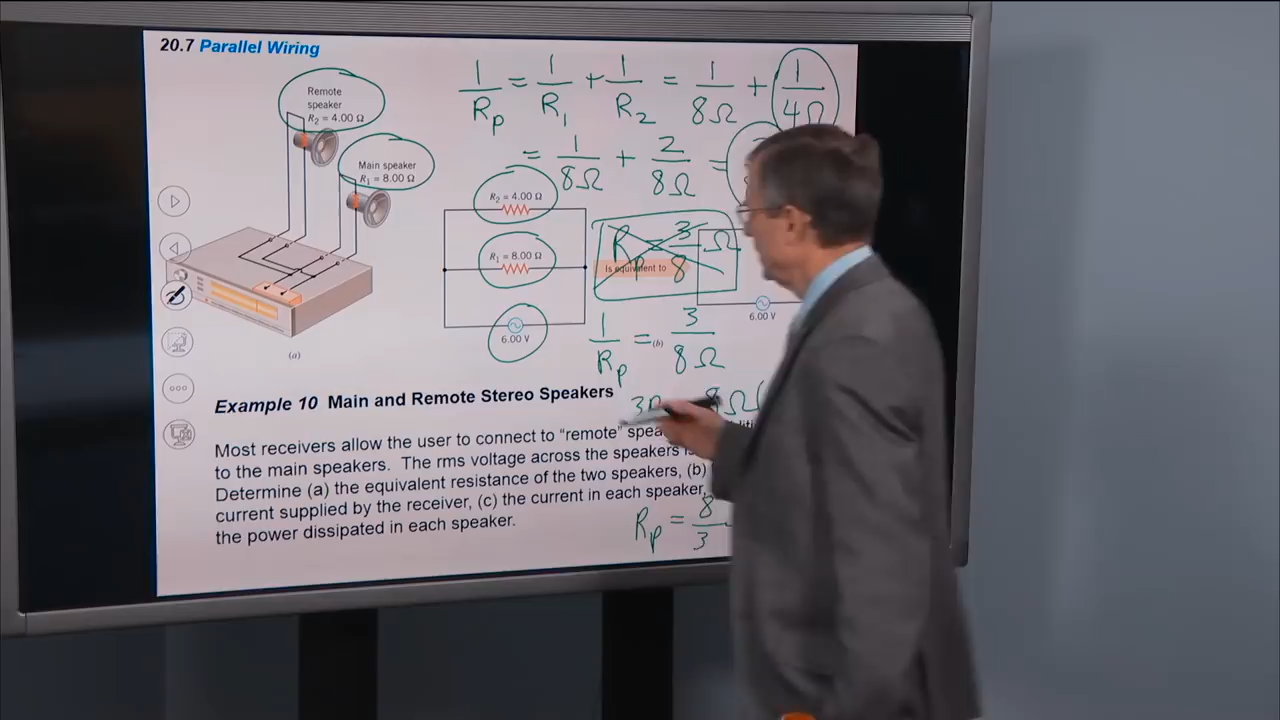 20.7 Parallel Wiring
Remote
speaker
R₂ = 4.00 Ω
Main speaker
R₁ = 8.00 Ω
(a)
R₂ = 4.00 Ω
R₁ = 8.00 Ω
6.00 V
Is equivalent to
6.00 V
(b)
1/Rp = 1/R₁ + 1/R₂ = 1/8Ω + 1/4Ω
= 1/8Ω + 2/8Ω =
Rp = 3/8 Ω
1/Rp = 3/8Ω
8Ω(
Rp = 8/3
Example 10 Main and Remote Stereo Speakers
Most receivers allow the user to connect to “remote”
to the main speakers. The rms voltage across the speakers
Determine (a) the equivalent resistance of the two speakers, (b)
current supplied by the receiver, (c) the current in each speaker,
the power dissipated in each speaker.